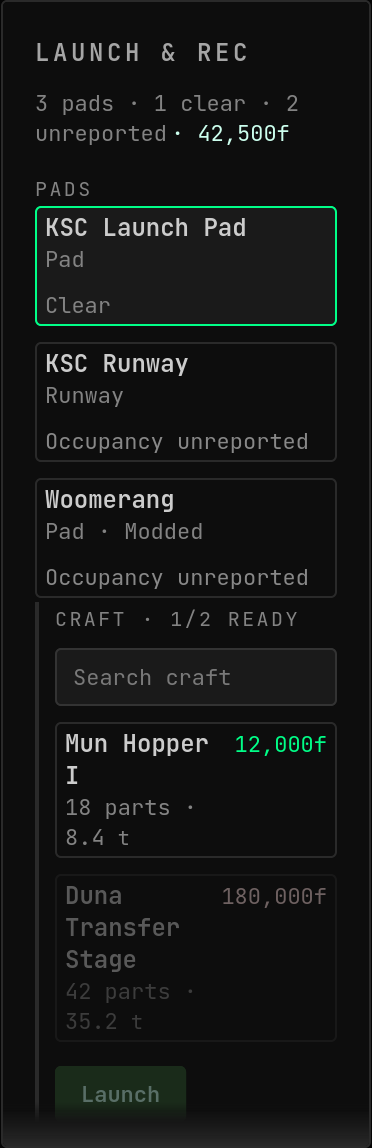 LAUNCH & REC
3 pads · 1 clear · 2
unreported · 42,500f
PADS
KSC Launch Pad
Pad
Clear
KSC Runway
Runway
Occupancy unreported
Woomerang
Pad · Modded
Occupancy unreported
CRAFT · 1/2 READY
Search craft
Mun Hopper 12,000f
I
18 parts ·
8.4 t
Duna 180,000f
Transfer
Stage
42 parts ·
35.2 t
Launch